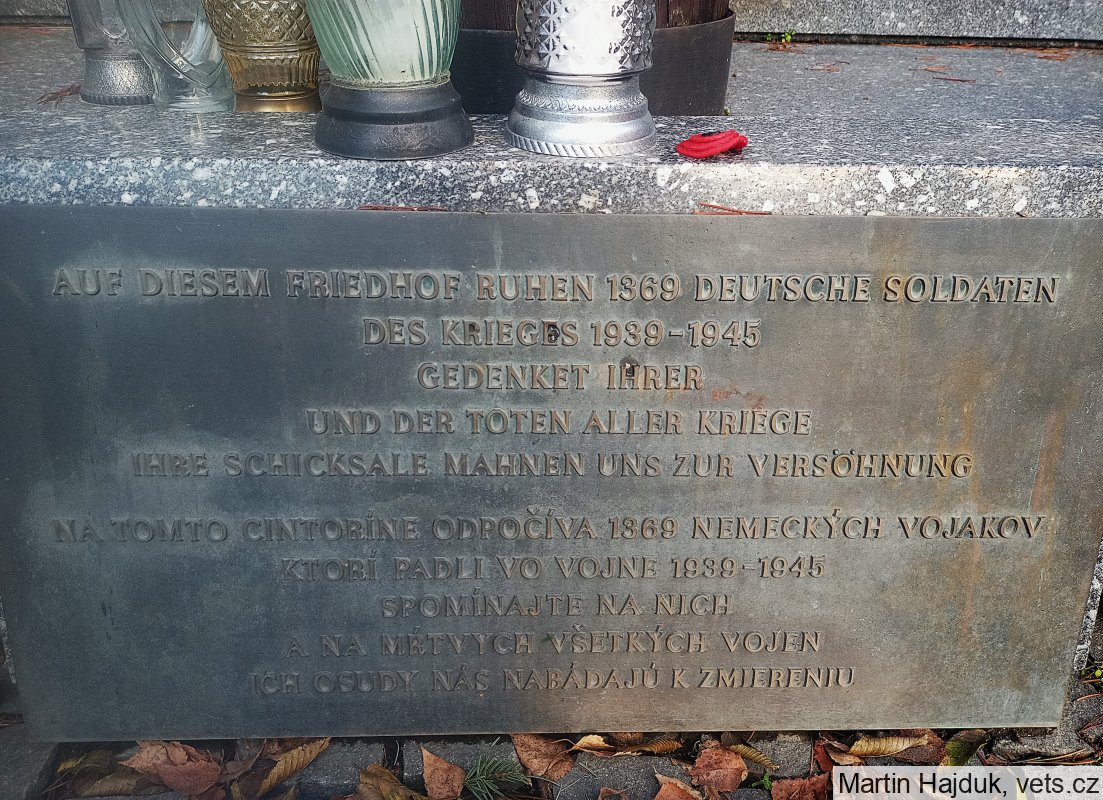 AUF DIESEM FRIEDHOF RUHEN 1369 DEUTSCHE SOLDATEN
DES KRIEGES 1939-1945
GEDENKET IHRER
UND DER TOTEN ALLER KRIEGE
IHRE SCHICKSALE MAHNEN UNS ZUR VERSÖHNUNG
NA TOMTO CINTORÍNE ODPOČÍVA 1369 NEMECKÝCH VOJAKOV
KTORÍ PADLI VO VOJNE 1939-1945
SPOMÍNAJTE NA NICH
A NA MŔTVYCH VŠETKÝCH VOJEN
ICH OSUDY NÁS NABÁDAJÚ K ZMIERENIU
Martin Hajduk, vets.cz